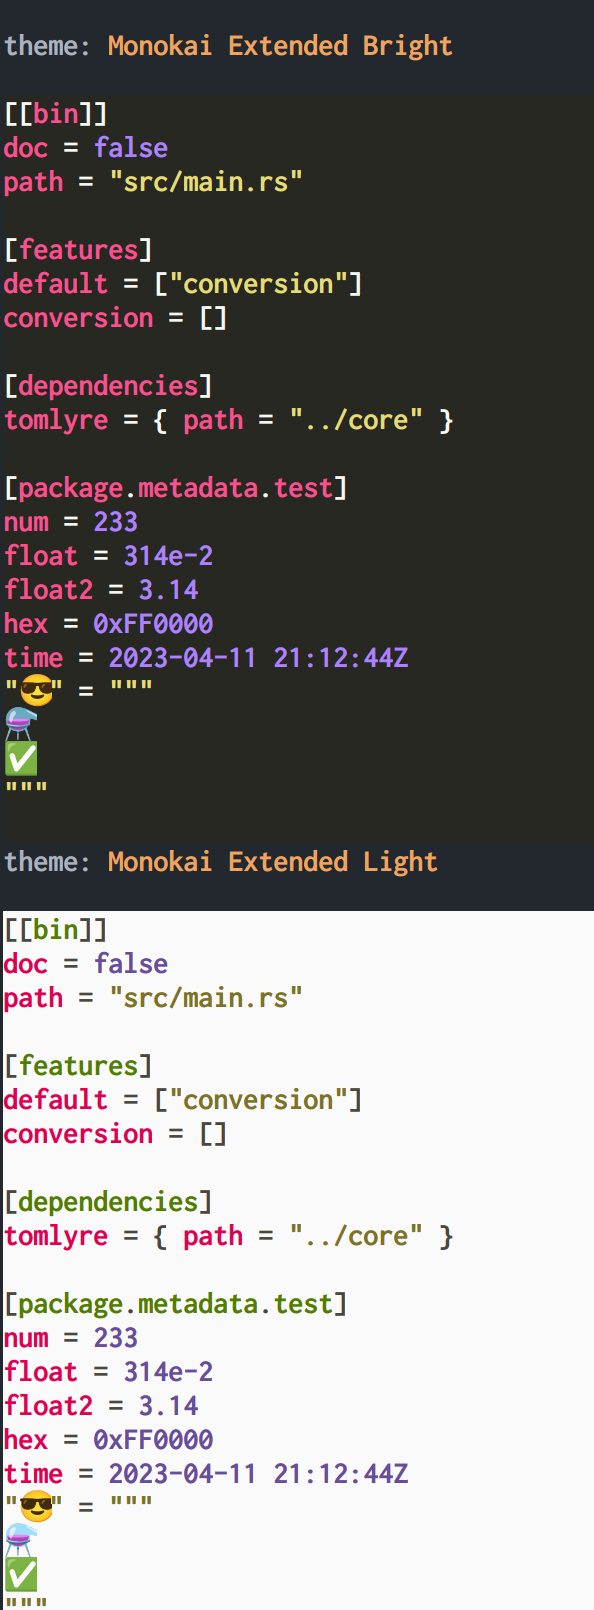 theme: Monokai Extended Bright
[[bin]]
doc = false
path = "src/main.rs"
[features]
default = ["conversion"]
conversion = []
[dependencies]
tomlyre = { path = "../core" }
[package.metadata.test]
num = 233
float = 314e-2
float2 = 3.14
hex = 0xFF0000
time = 2023-04-11 21:12:44Z
"😎" = """
⚗️
✅
"""
theme: Monokai Extended Light
[[bin]]
doc = false
path = "src/main.rs"
[features]
default = ["conversion"]
conversion = []
[dependencies]
tomlyre = { path = "../core" }
[package.metadata.test]
num = 233
float = 314e-2
float2 = 3.14
hex = 0xFF0000
time = 2023-04-11 21:12:44Z
"😎" = """
⚗️
✅
"""